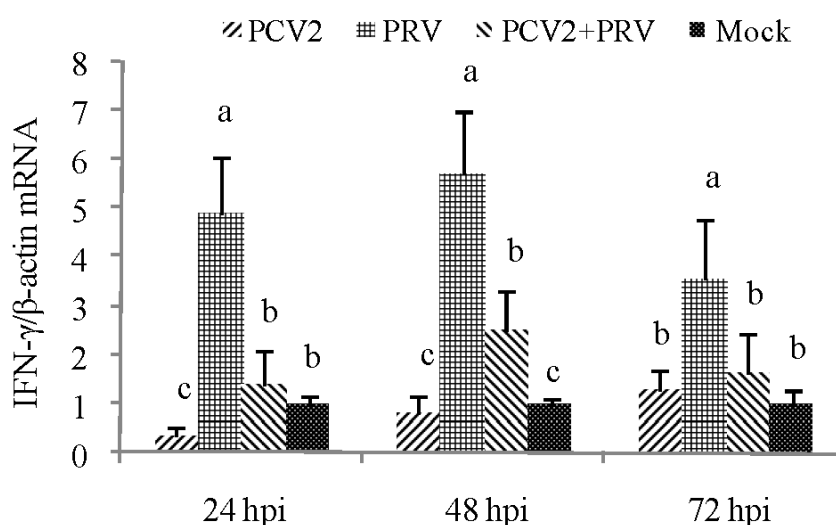 PCV2 PRV PCV2+PRV Mock
IFN-γ/β-actin mRNA
8
7
6
5
4
3
2
1
0
c a b b
c a b c
b a b b
24 hpi 48 hpi 72 hpi